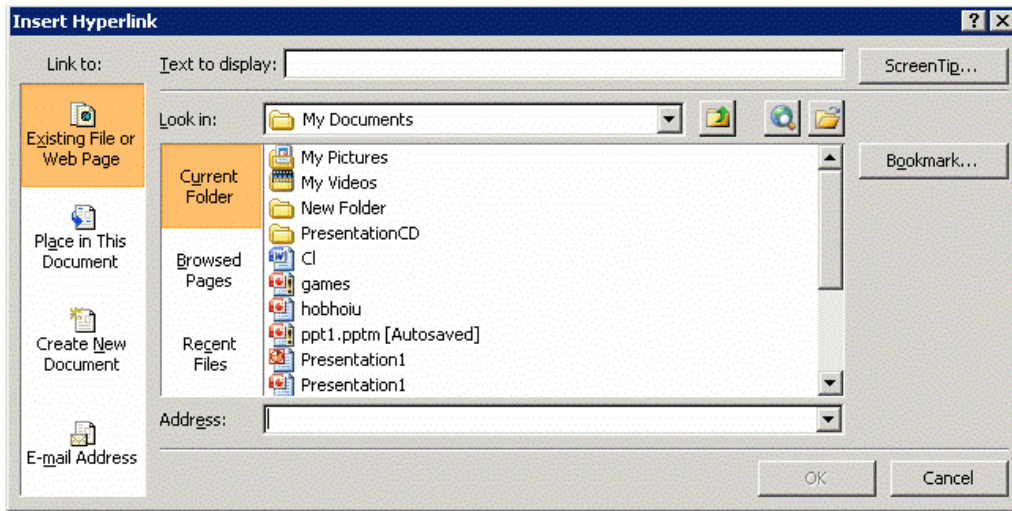 Insert Hyperlink
Link to:
Text to display:
ScreenTip...
Existing File or
Web Page
Place in This
Document
Create New
Document
E-mail Address
Look in:
My Documents
Current
Folder
Browsed
Pages
Recent
Files
My Pictures
My Videos
New Folder
PresentationCD
Cl
games
hobhoiu
ppt1.pptm [Autosaved]
Presentation1
Presentation1
Bookmark...
Address:
OK
Cancel